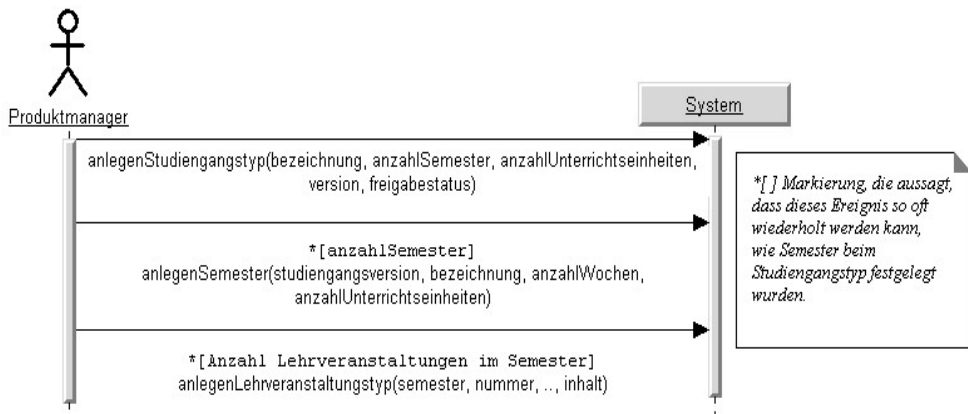 Produktmanager
System
anlegenStudiengangstyp(bezeichnung, anzahlSemester, anzahlUnterrichtseinheiten,
version, freigabestatus)
*[anzahlSemester]
anlegenSemester(studiengangsversion, bezeichnung, anzahlWochen,
anzahlUnterrichtseinheiten)
*[Anzahl Lehrveranstaltungen im Semester]
anlegenLehrveranstaltungstyp(semester, nummer, .., inhalt)
*[ ] Markierung, die aussagt,
dass dieses Ereignis so oft
wiederholt werden kann,
wie Semester beim
Studiengangstyp festgelegt
wurden.